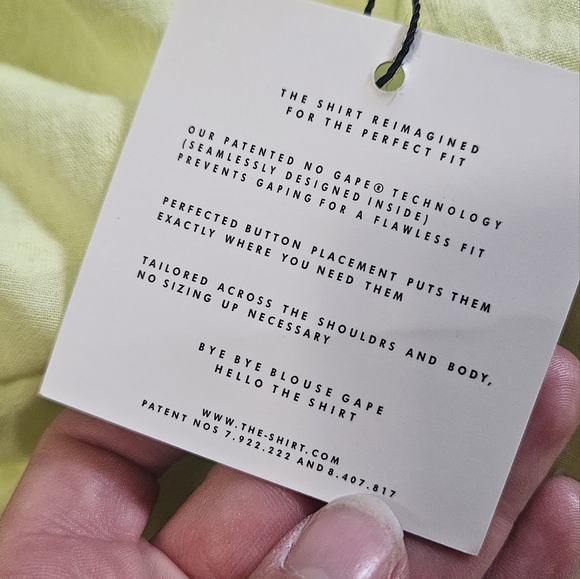 THE SHIRT REIMAGINED
FOR THE PERFECT FIT
OUR PATENTED NO GAPE® TECHNOLOGY
(SEAMLESSLY DESIGNED INSIDE)
PREVENTS GAPING FOR A FLAWLESS FIT
PERFECTED BUTTON PLACEMENT PUTS THEM
EXACTLY WHERE YOU NEED THEM
TAILORED ACROSS THE SHOULDRS AND BODY,
NO SIZING UP NECESSARY
BYE BYE BLOUSE GAPE
HELLO THE SHIRT
WWW.THE-SHIRT.COM
PATENT NOS 7.922.222 AND8.407.817